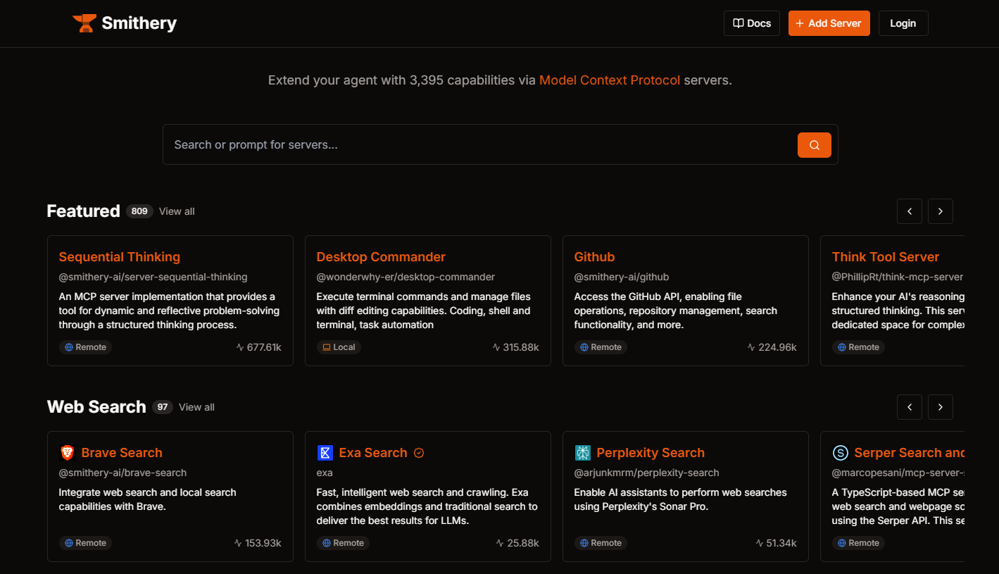 Smithery
Docs
+ Add Server
Login
Extend your agent with 3,395 capabilities via Model Context Protocol servers.
Search or prompt for servers...
Featured 809 View all
Sequential Thinking
@smithery-ai/server-sequential-thinking
An MCP server implementation that provides a
tool for dynamic and reflective problem-solving
through a structured thinking process.
Remote 677.61k
Desktop Commander
@wonderwhy-er/desktop-commander
Execute terminal commands and manage files
with diff editing capabilities. Coding, shell and
terminal, task automation
Local 315.88k
Github
@smithery-ai/github
Access the GitHub API, enabling file
operations, repository management, search
functionality, and more.
Remote 224.96k
Think Tool Server
@PhillipRt/think-mcp-server
Enhance your AI's reasoning
structured thinking. This serv
dedicated space for complex
Remote
Web Search 97 View all
Brave Search
@smithery-ai/brave-search
Integrate web search and local search
capabilities with Brave.
Remote 153.93k
Exa Search
exa
Fast, intelligent web search and crawling. Exa
combines embeddings and traditional search to
deliver the best results for LLMs.
Remote 25.88k
Perplexity Search
@arjunkmrm/perplexity-search
Enable AI assistants to perform web searches
using Perplexity's Sonar Pro.
Remote 51.34k
Serper Search and
@marcopesani/mcp-server-
A TypeScript-based MCP se
web search and webpage sc
using the Serper API. This se
Remote